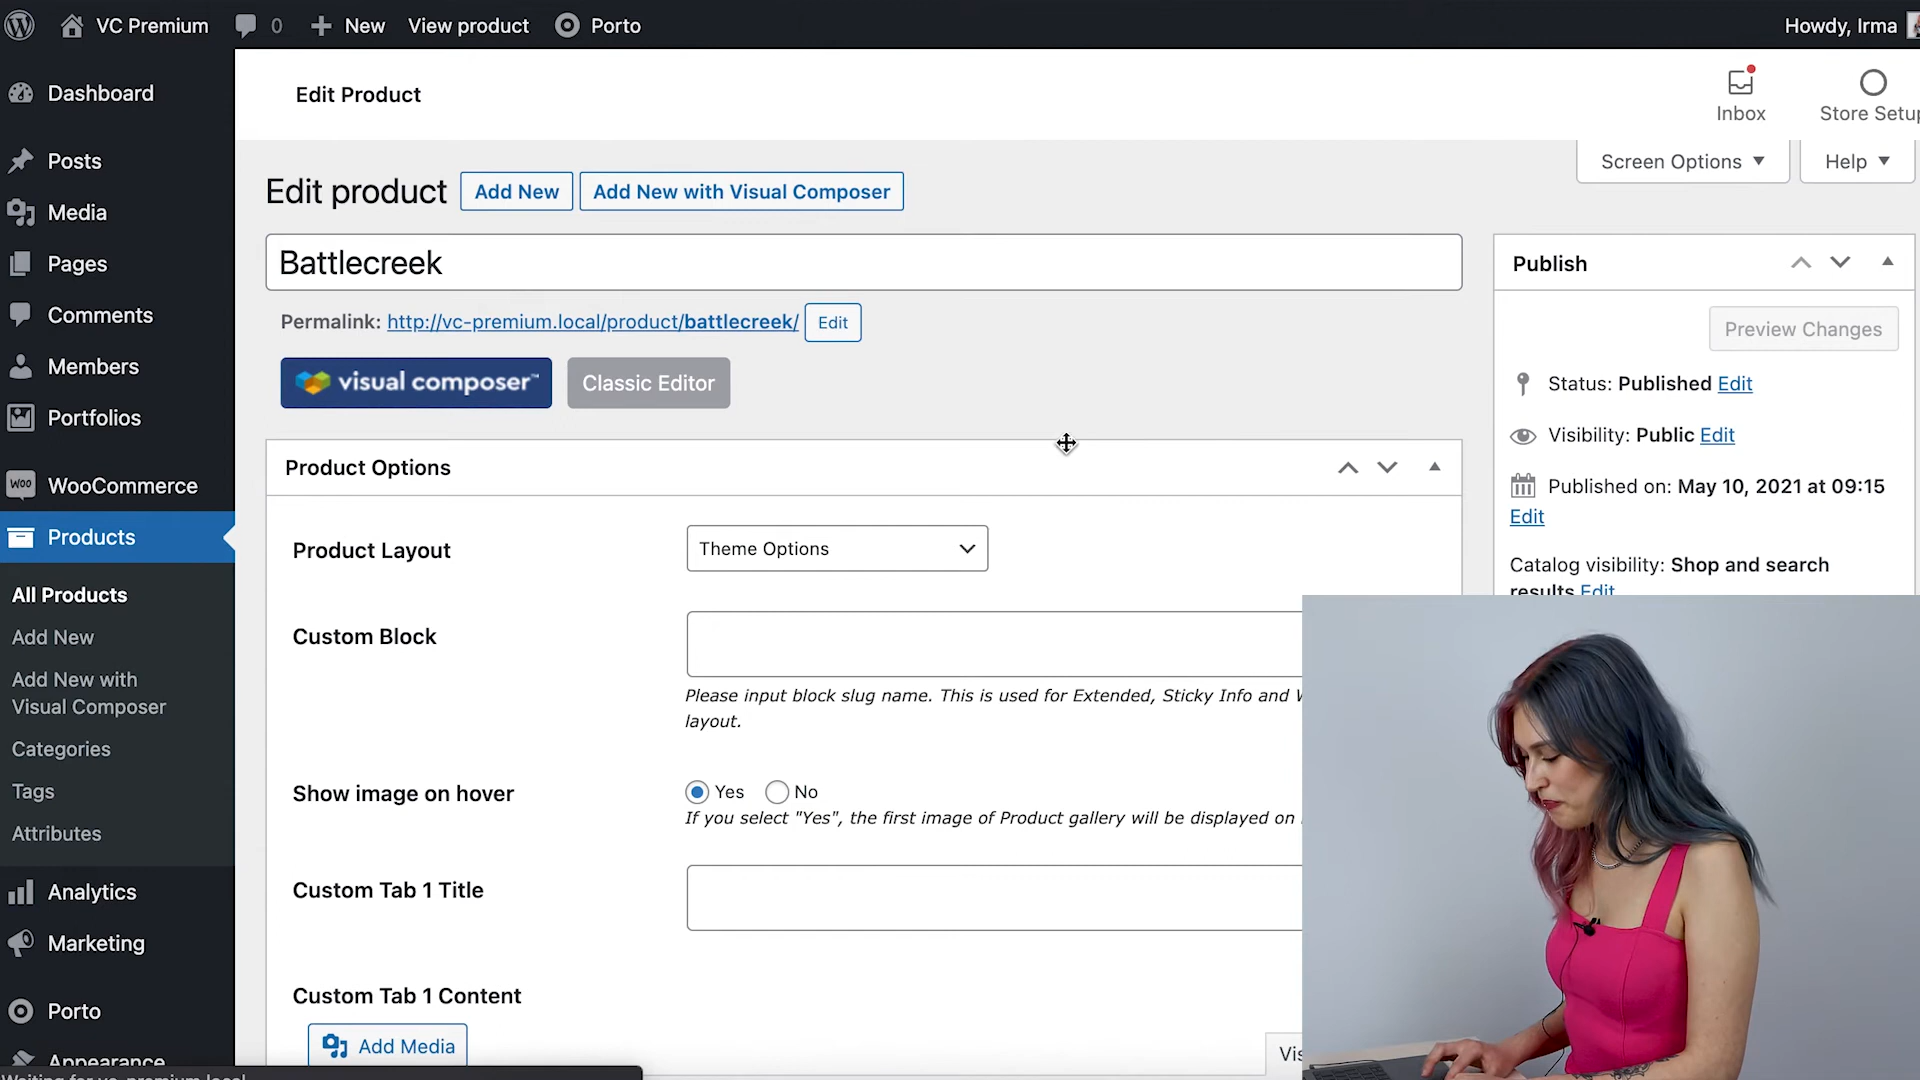 VC Premium 0 New View product Porto Howdy, Irma
Dashboard
Posts
Media
Pages
Comments
Members
Portfolios
WooCommerce
Products
All Products
Add New
Add New with
Visual Composer
Categories
Tags
Attributes
Analytics
Marketing
Porto
Appearance
Edit Product
Inbox
Store Setup
Screen Options
Help
Edit product Add New Add New with Visual Composer
Battlecreek
Permalink: http://vc-premium.local/product/battlecreek/ Edit
visual composer™ Classic Editor
Product Options
Product Layout Theme Options
Custom Block
Please input block slug name. This is used for Extended, Sticky Info and
layout.
Show image on hover Yes No
If you select "Yes", the first image of Product gallery will be displayed on
Custom Tab 1 Title
Custom Tab 1 Content
Add Media
Publish
Preview Changes
Status: Published Edit
Visibility: Public Edit
Published on: May 10, 2021 at 09:15
Edit
Catalog visibility: Shop and search
results Edit